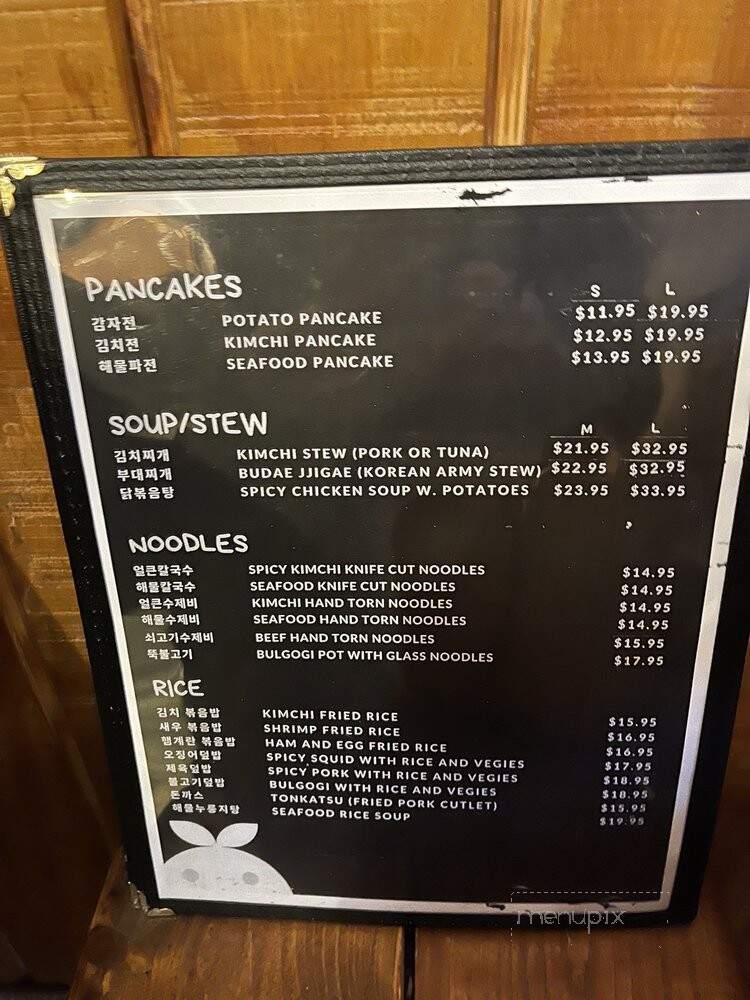 PANCAKES S L
감자전 POTATO PANCAKE $11.95 $19.95
김치전 KIMCHI PANCAKE $12.95 $19.95
해물파전 SEAFOOD PANCAKE $13.95 $19.95
SOUP/STEW M L
김치찌개 KIMCHI STEW (PORK OR TUNA) $21.95 $32.95
부대찌개 BUDAE JJIGAE (KOREAN ARMY STEW) $22.95 $32.95
닭볶음탕 SPICY CHICKEN SOUP W. POTATOES $23.95 $33.95
NOODLES
얼큰칼국수 SPICY KIMCHI KNIFE CUT NOODLES $14.95
해물칼국수 SEAFOOD KNIFE CUT NOODLES $14.95
얼큰수제비 KIMCHI HAND TORN NOODLES $14.95
해물수제비 SEAFOOD HAND TORN NOODLES $14.95
쇠고기수제비 BEEF HAND TORN NOODLES $15.95
뚝불고기 BULGOGI POT WITH GLASS NOODLES $17.95
RICE
김치 볶음밥 KIMCHI FRIED RICE $15.95
새우 볶음밥 SHRIMP FRIED RICE $16.95
햄계란 볶음밥 HAM AND EGG FRIED RICE $16.95
오징어덮밥 SPICY SQUID WITH RICE AND VEGIES $17.95
제육덮밥 SPICY PORK WITH RICE AND VEGIES $18.95
불고기덮밥 BULGOGI WITH RICE AND VEGIES $18.95
돈까스 TONKATSU (FRIED PORK CUTLET) $15.95
해물누룽지탕 SEAFOOD RICE SOUP $19.95
menupix